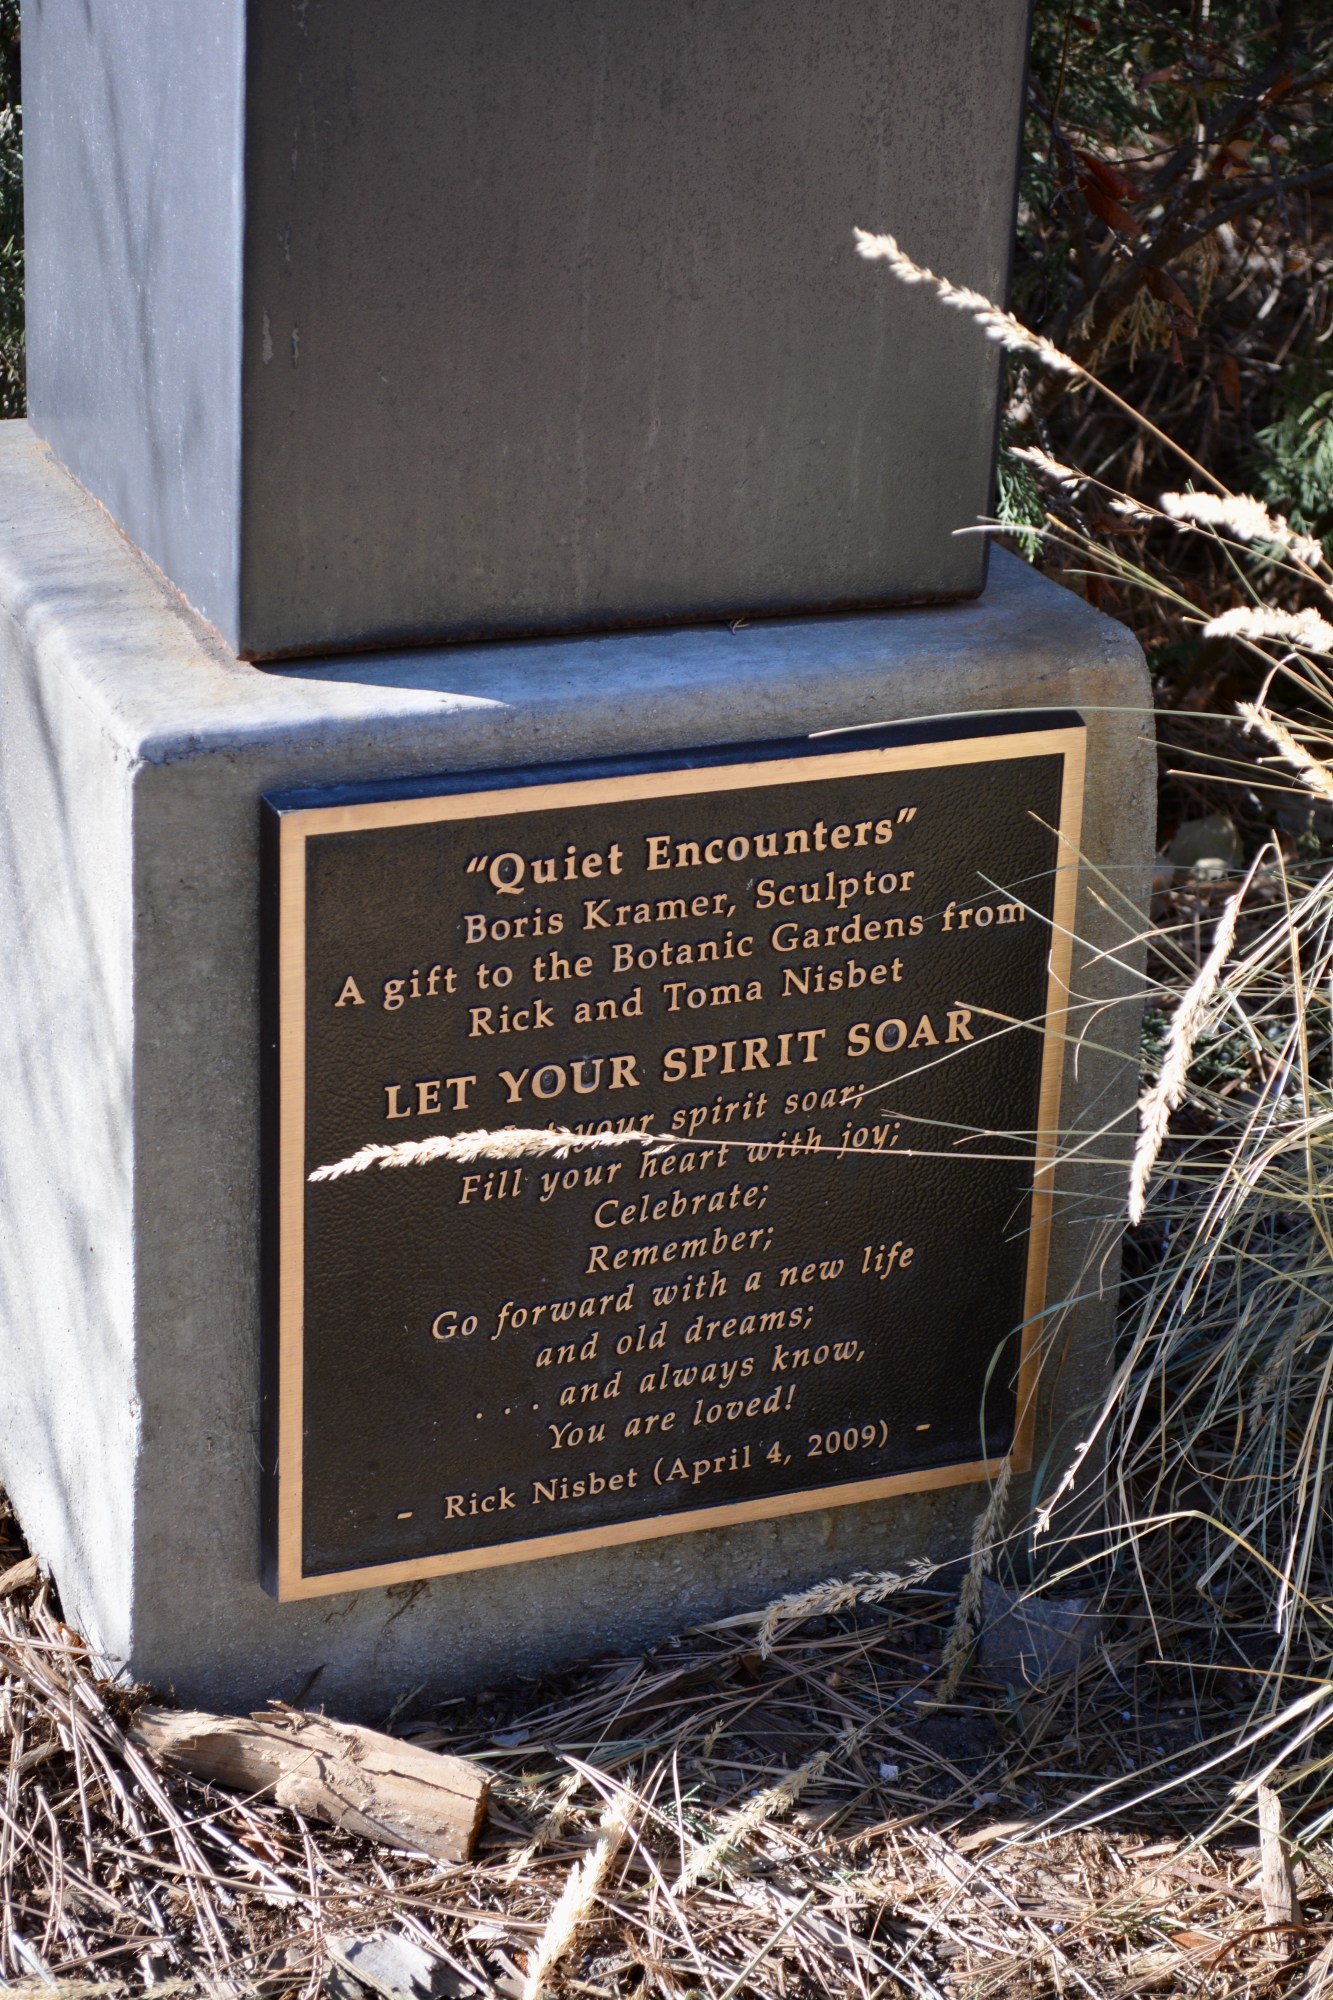 “Quiet Encounters”
Boris Kramer, Sculptor
A gift to the Botanic Gardens from
Rick and Toma Nisbet
LET YOUR SPIRIT SOAR
your spirit soar;
Fill your heart with joy;
Celebrate;
Remember;
Go forward with a new life
and old dreams;
. . . and always know,
You are loved!
- Rick Nisbet (April 4, 2009) -